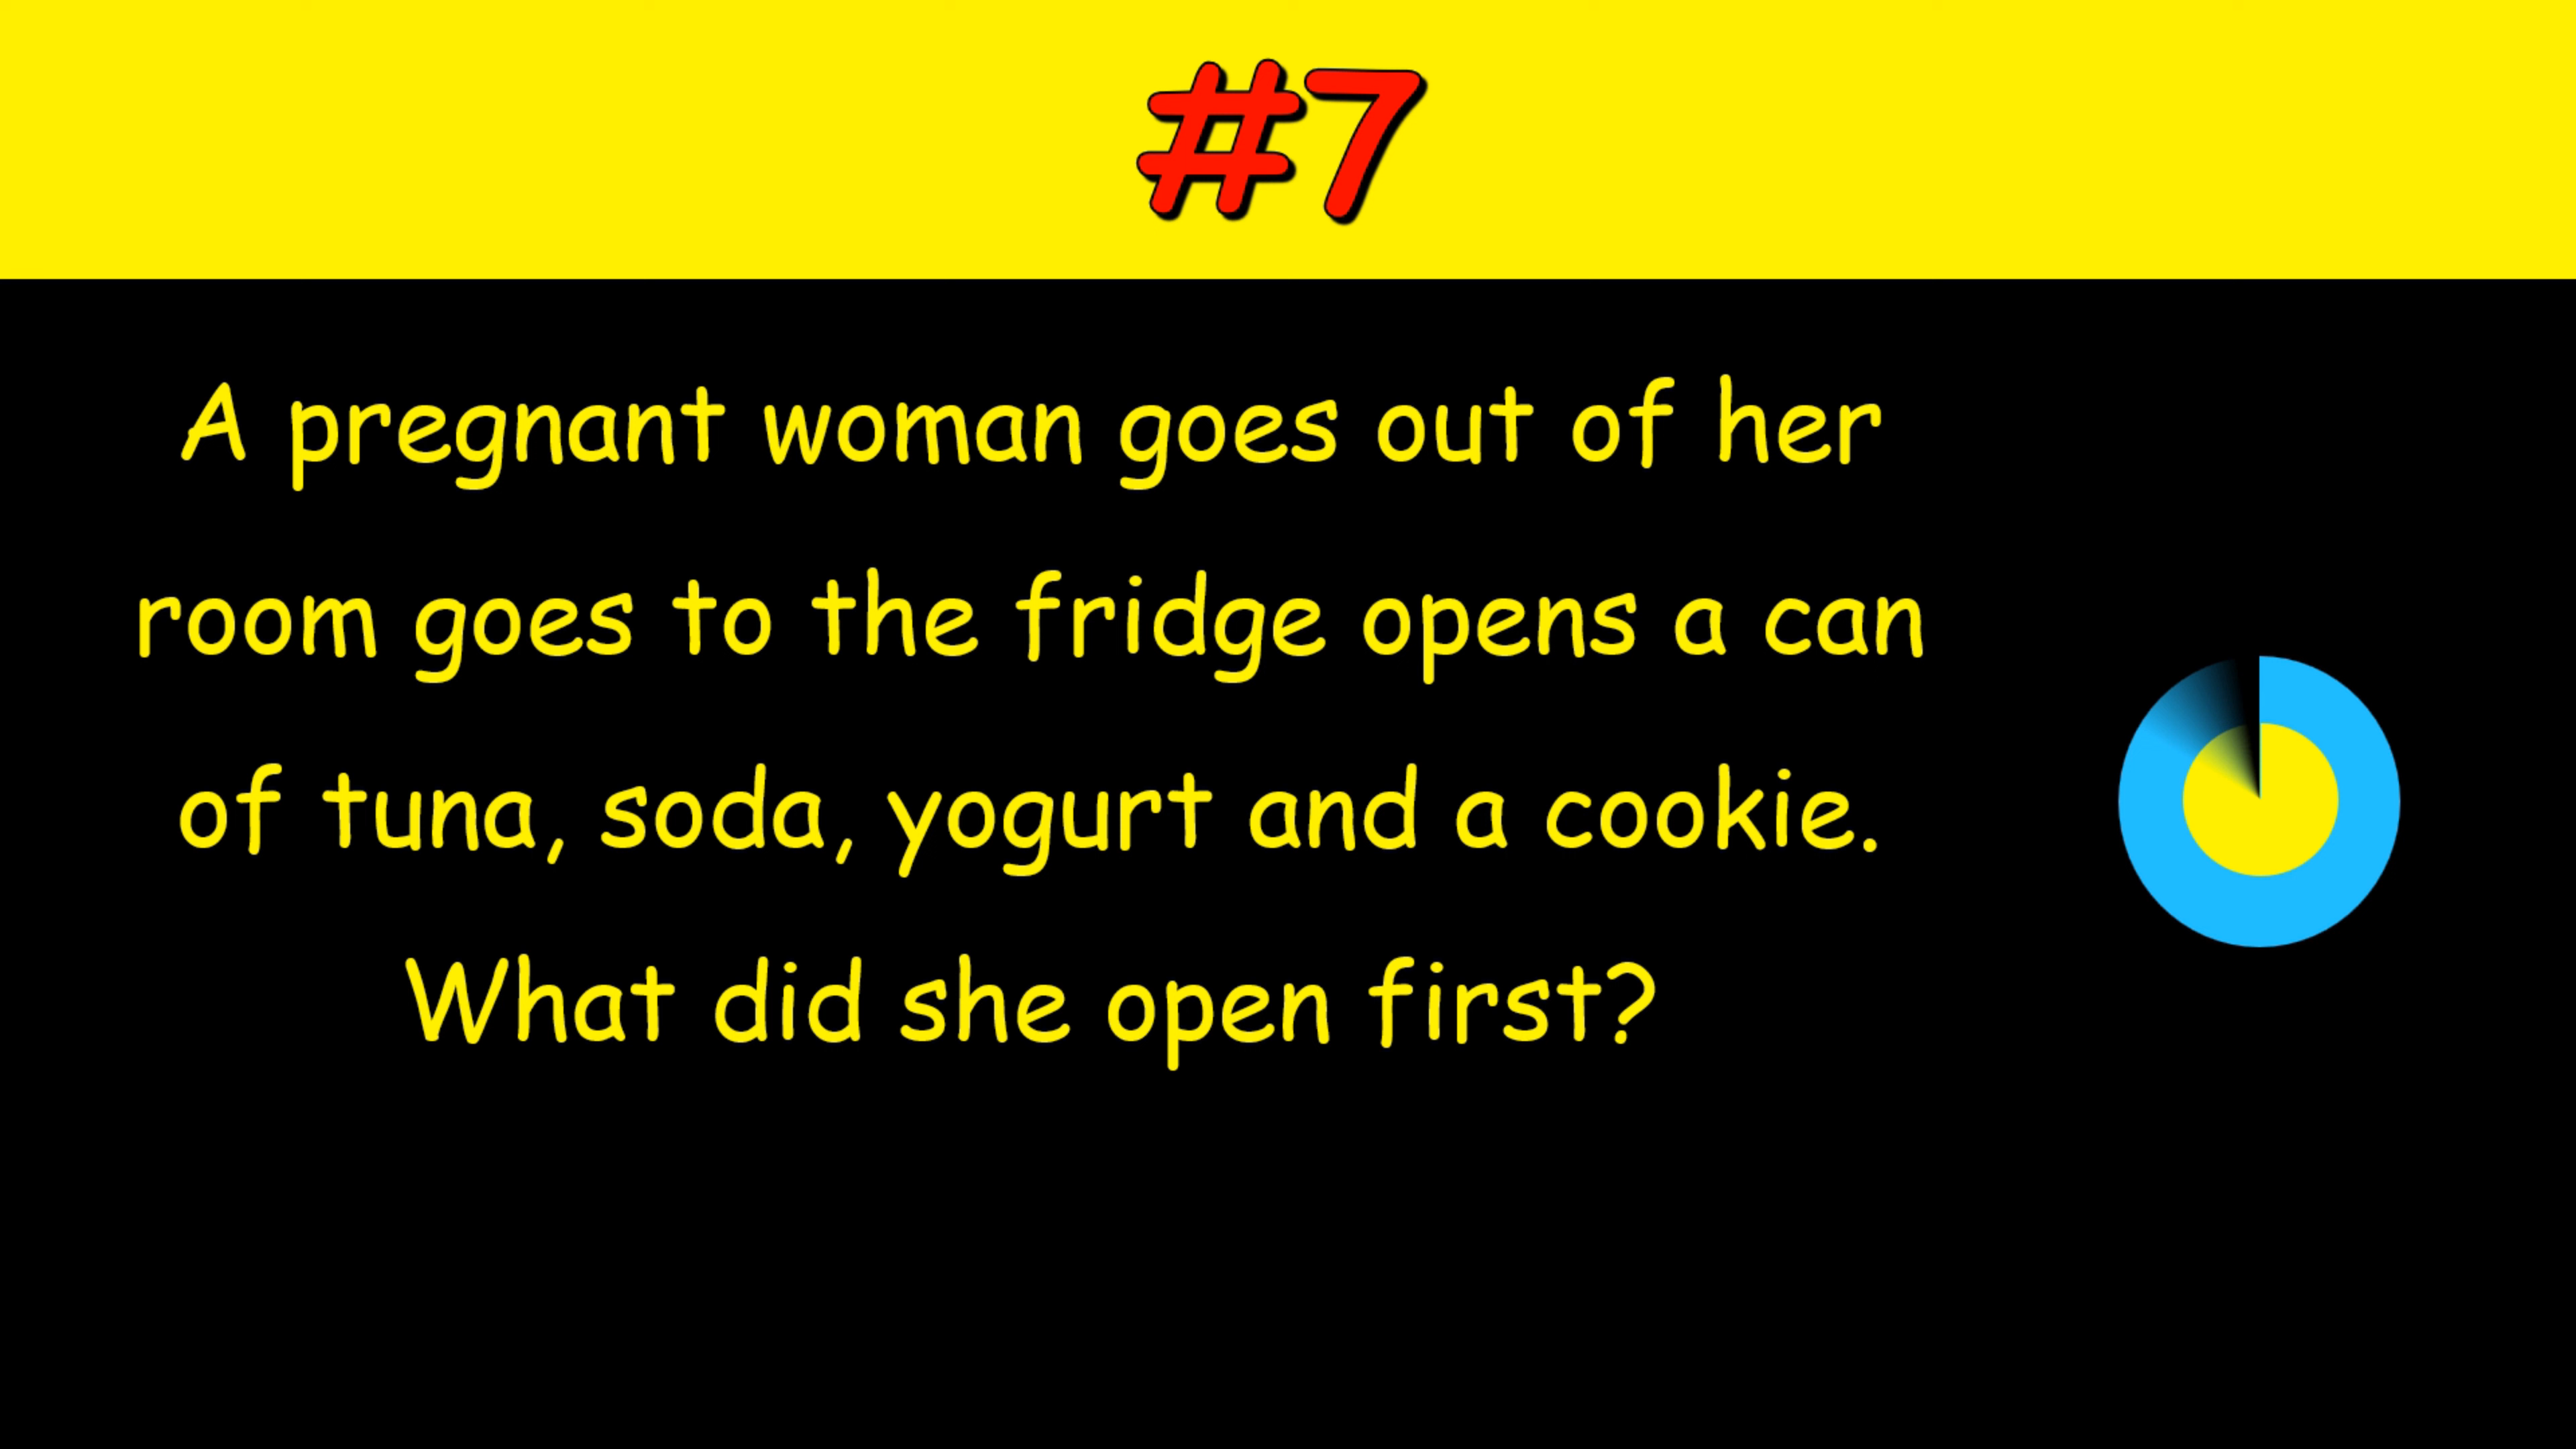 #7
A pregnant woman goes out of her
room goes to the fridge opens a can
of tuna, soda, yogurt and a cookie.
What did she open first?